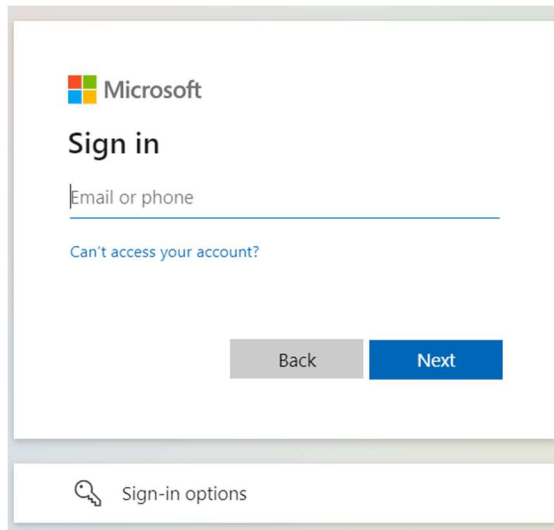 Microsoft
Sign in
Email or phone
Can't access your account?
Back
Next
Sign-in options